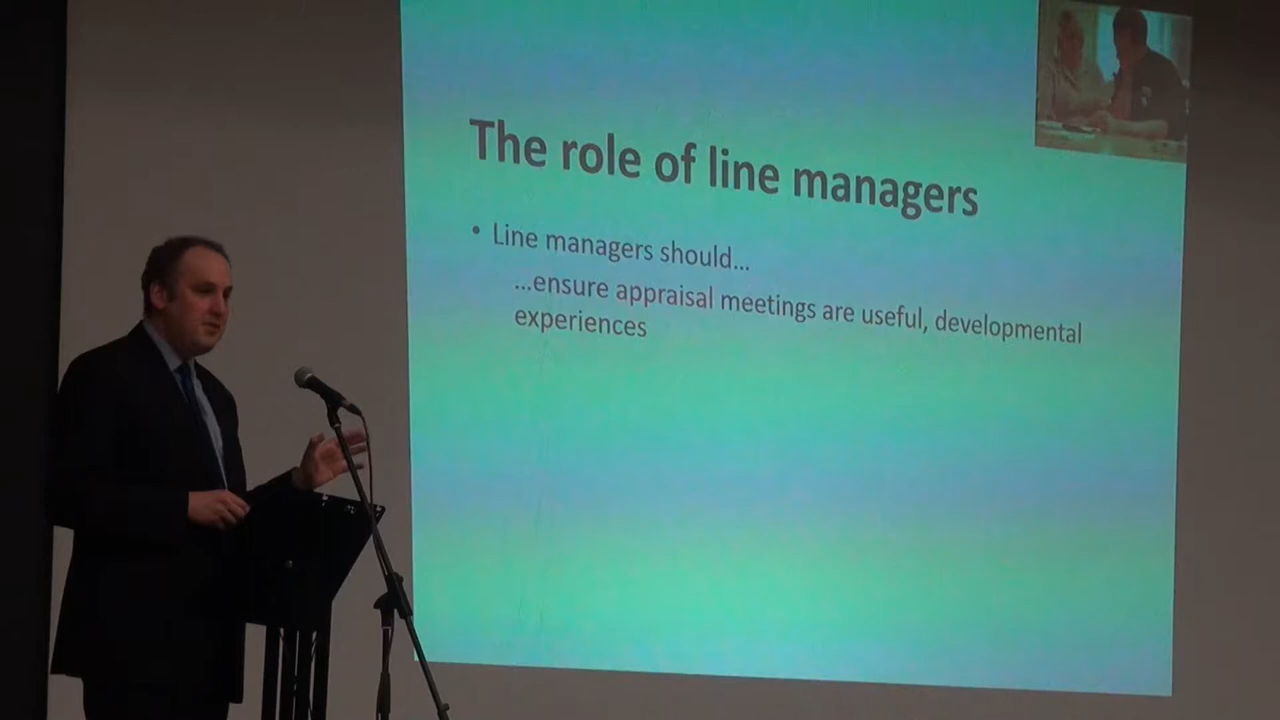 The role of line managers
• Line managers should...
...ensure appraisal meetings are useful, developmental
experiences